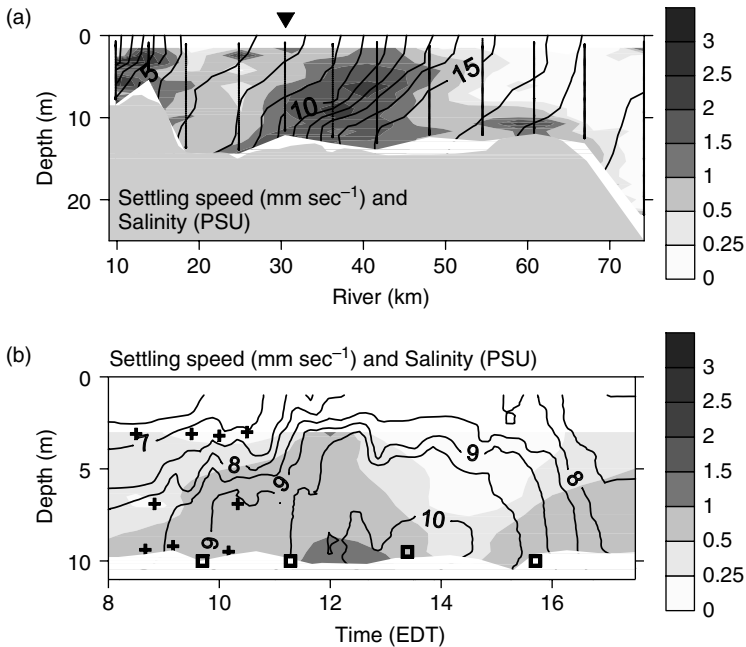 (a)
0
10
20
Depth (m)
5
10
15
Settling speed (mm sec⁻¹) and
Salinity (PSU)
10 20 30 40 50 60 70
River (km)
3
2.5
2
1.5
1
0.5
0.25
0
(b)
Settling speed (mm sec⁻¹) and Salinity (PSU)
0
5
10
Depth (m)
7
8
9
9
9
10
8
8 10 12 14 16
Time (EDT)
3
2.5
2
1.5
1
0.5
0.25
0